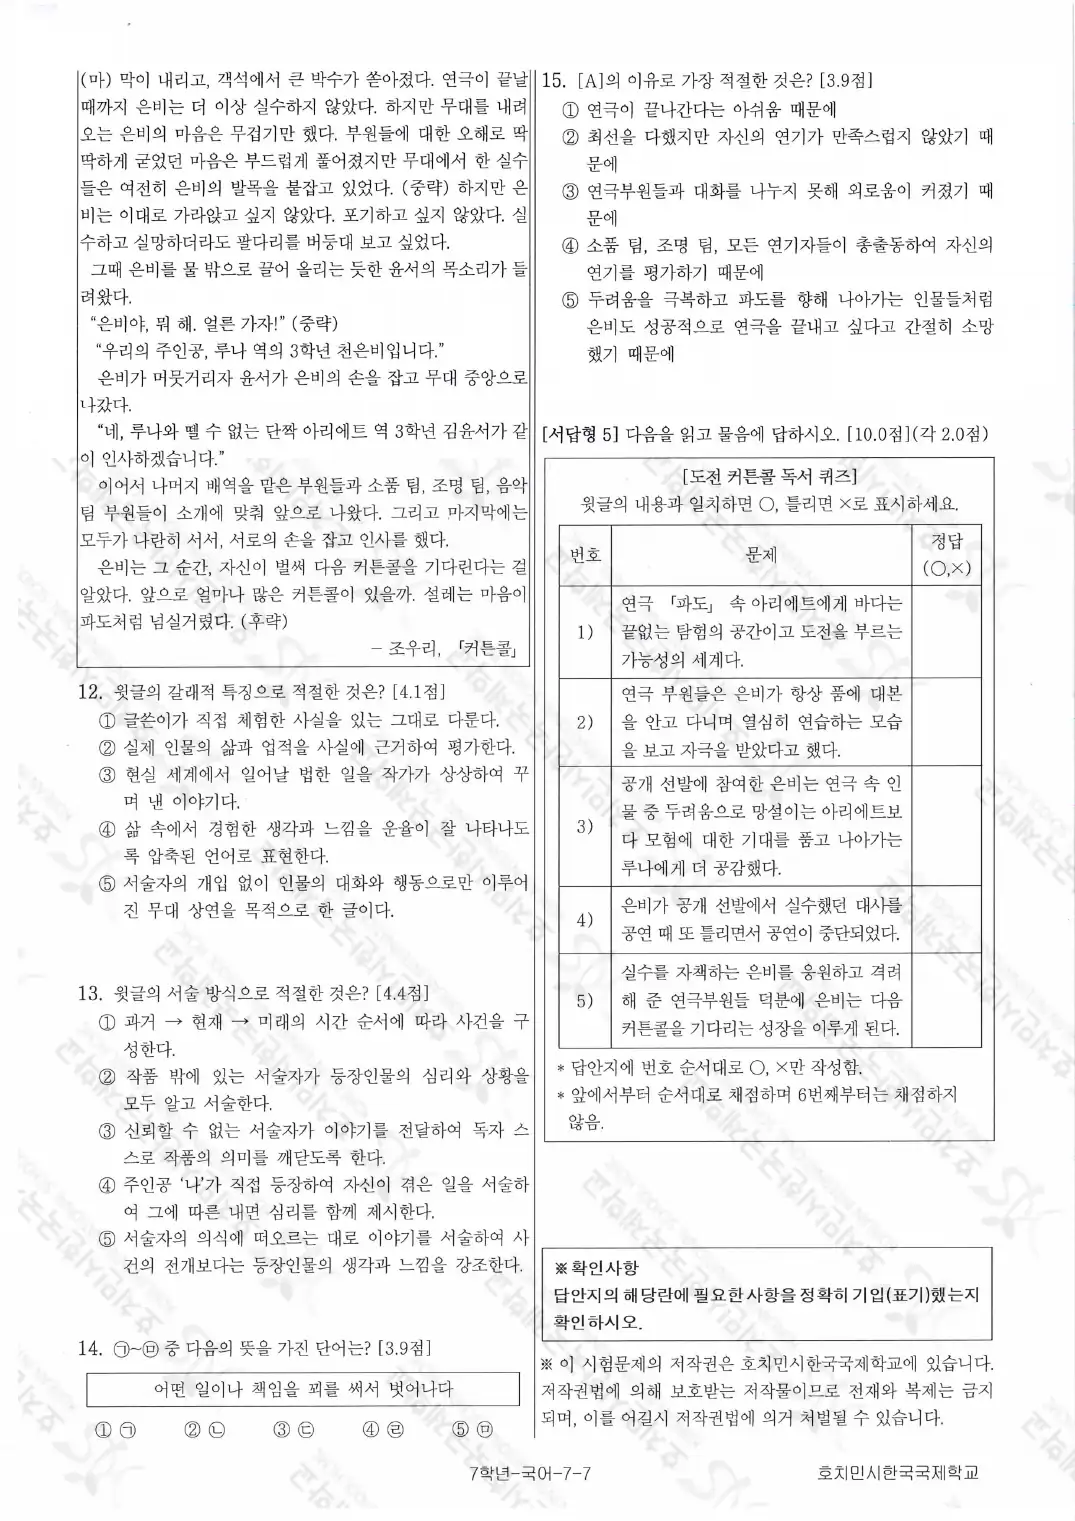 (마) 막이 내리고, 객석에서 큰 박수가 쏟아졌다. 연극이 끝날
때까지 은비는 더 이상 실수하지 않았다. 하지만 무대를 내려
오는 은비의 마음은 무겁기만 했다. 부원들에 대한 오해로 딱
딱하게 굳었던 마음은 부드럽게 풀어졌지만 무대에서 한 실수
들은 여전히 은비의 발목을 붙잡고 있었다. (중략) 하지만 은
비는 이대로 가라앉고 싶지 않았다. 포기하고 싶지 않았다. 실
수하고 실망하더라도 팔다리를 버둥대 보고 싶었다.
그때 은비를 물 밖으로 끌어 올리는 듯한 윤서의 목소리가 들
려왔다.
“은비야, 뭐 해. 얼른 가자!” (중략)
“우리의 주인공, 루나 역의 3학년 천은비입니다.”
은비가 머뭇거리자 윤서가 은비의 손을 잡고 무대 중앙으로
나갔다.
“네, 루나와 뗄 수 없는 단짝 아리에트 역 3학년 김윤서가 같
이 인사하겠습니다.”
이어서 나머지 배역을 맡은 부원들과 소품 팀, 조명 팀, 음악
팀 부원들이 소개에 맞춰 앞으로 나왔다. 그리고 마지막에는
모두가 나란히 서서, 서로의 손을 잡고 인사를 했다.
은비는 그 순간, 자신이 벌써 다음 커튼콜을 기다린다는 걸
알았다. 앞으로 얼마나 많은 커튼콜이 있을까. 설레는 마음이
파도처럼 넘실거렸다. (후략)
- 조우리, 「커튼콜」
12. 윗글의 갈래적 특징으로 적절한 것은? [4.1점]
① 글쓴이가 직접 체험한 사실을 있는 그대로 다룬다.
② 실제 인물의 삶과 업적을 사실에 근거하여 평가한다.
③ 현실 세계에서 일어날 법한 일을 작가가 상상하여 꾸
며 낸 이야기다.
④ 삶 속에서 경험한 생각과 느낌을 운율이 잘 나타나도
록 압축된 언어로 표현한다.
⑤ 서술자의 개입 없이 인물의 대화와 행동으로만 이루어
진 무대 상연을 목적으로 한 글이다.
13. 윗글의 서술 방식으로 적절한 것은? [4.4점]
① 과거 → 현재 → 미래의 시간 순서에 따라 사건을 구
성한다.
② 작품 밖에 있는 서술자가 등장인물의 심리와 상황을
모두 알고 서술한다.
③ 신뢰할 수 없는 서술자가 이야기를 전달하여 독자 스
스로 작품의 의미를 깨닫도록 한다.
④ 주인공 ‘나’가 직접 등장하여 자신이 겪은 일을 서술하
여 그에 따른 내면 심리를 함께 제시한다.
⑤ 서술자의 의식에 떠오르는 대로 이야기를 서술하여 사
건의 전개보다는 등장인물의 생각과 느낌을 강조한다.
14. ㉠~㉤ 중 다음의 뜻을 가진 단어는? [3.9점]
어떤 일이나 책임을 꾀를 써서 벗어나다
① ㉠ ② ㉡ ③ ㉢ ④ ㉣ ⑤ ㉤
15. [A]의 이유로 가장 적절한 것은? [3.9점]
① 연극이 끝나간다는 아쉬움 때문에
② 최선을 다했지만 자신의 연기가 만족스럽지 않았기 때
문에
③ 연극부원들과 대화를 나누지 못해 외로움이 커졌기 때
문에
④ 소품 팀, 조명 팀, 모든 연기자들이 총출동하여 자신의
연기를 평가하기 때문에
⑤ 두려움을 극복하고 파도를 향해 나아가는 인물들처럼
은비도 성공적으로 연극을 끝내고 싶다고 간절히 소망
했기 때문에
[서답형 5] 다음을 읽고 물음에 답하시오. [10.0점](각 2.0점)
[도전 커튼콜 독서 퀴즈]
윗글의 내용과 일치하면 ○, 틀리면 ×로 표시하세요.
번호 문제 정답
(○,×)
1) 연극 「파도」 속 아리에트에게 바다는
끝없는 탐험의 공간이고 도전을 부르는
가능성의 세계다.
2) 연극 부원들은 은비가 항상 품에 대본
을 안고 다니며 열심히 연습하는 모습
을 보고 자극을 받았다고 했다.
3) 공개 선발에 참여한 은비는 연극 속 인
물 중 두려움으로 망설이는 아리에트보
다 모험에 대한 기대를 품고 나아가는
루나에게 더 공감했다.
4) 은비가 공개 선발에서 실수했던 대사를
공연 때 또 틀리면서 공연이 중단되었다.
5) 실수를 자책하는 은비를 응원하고 격려
해 준 연극부원들 덕분에 은비는 다음
커튼콜을 기다리는 성장을 이루게 된다.
* 답안지에 번호 순서대로 ○, ×만 작성함.
* 앞에서부터 순서대로 채점하며 6번째부터는 채점하지
않음.
※확인사항
답안지의 해당란에 필요한 사항을 정확히 기입(표기)했는지
확인하시오.
※ 이 시험문제의 저작권은 호치민시한국국제학교에 있습니다.
저작권법에 의해 보호받는 저작물이므로 전재와 복제는 금지
되며, 이를 어길시 저작권법에 의거 처벌될 수 있습니다.
7학년-국어-7-7
호치민시한국국제학교